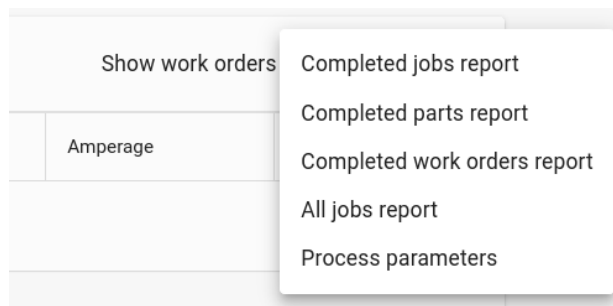 Show work orders
Completed jobs report
Completed parts report
Amperage
Completed work orders report
All jobs report
Process parameters